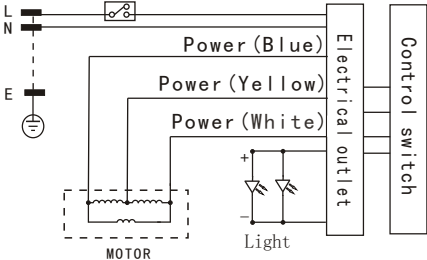 L
N
E
Power(Blue)
Power(Yellow)
Power(White)
Electrical outlet
Control switch
+
−
Light
MOTOR